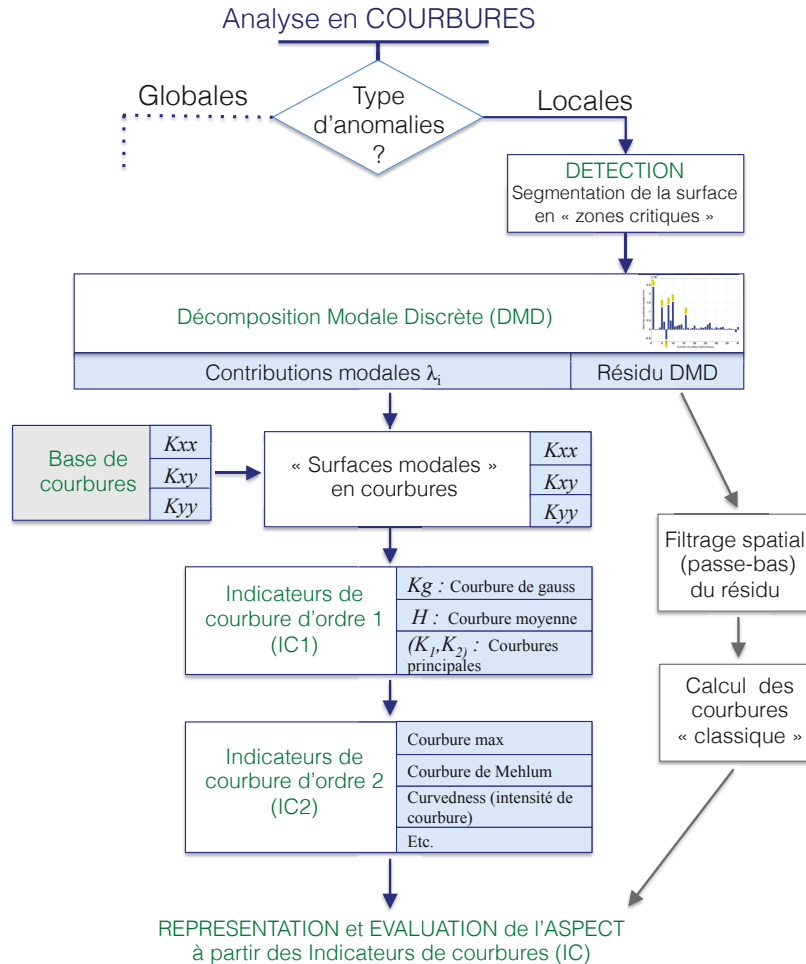 Analyse en COURBURES
Globales
Type
d'anomalies
?
Locales
DETECTION
Segmentation de la surface
en « zones critiques »
Décomposition Modale Discrète (DMD)
Contributions modales λi
Résidu DMD
Base de
courbures
Kxx
Kxy
Kyy
« Surfaces modales »
en courbures
Kxx
Kxy
Kyy
Filtrage spatial
(passe-bas)
du résidu
Indicateurs de
courbure d'ordre 1
(IC1)
Kg : Courbure de gauss
H : Courbure moyenne
(K1,K2) : Courbures
principales
Calcul des
courbures
« classique »
Indicateurs de
courbure d'ordre 2
(IC2)
Courbure max
Courbure de Mehlum
Curvedness (intensité de
courbure)
Etc.
REPRESENTATION et EVALUATION de l'ASPECT
à partir des Indicateurs de courbures (IC)